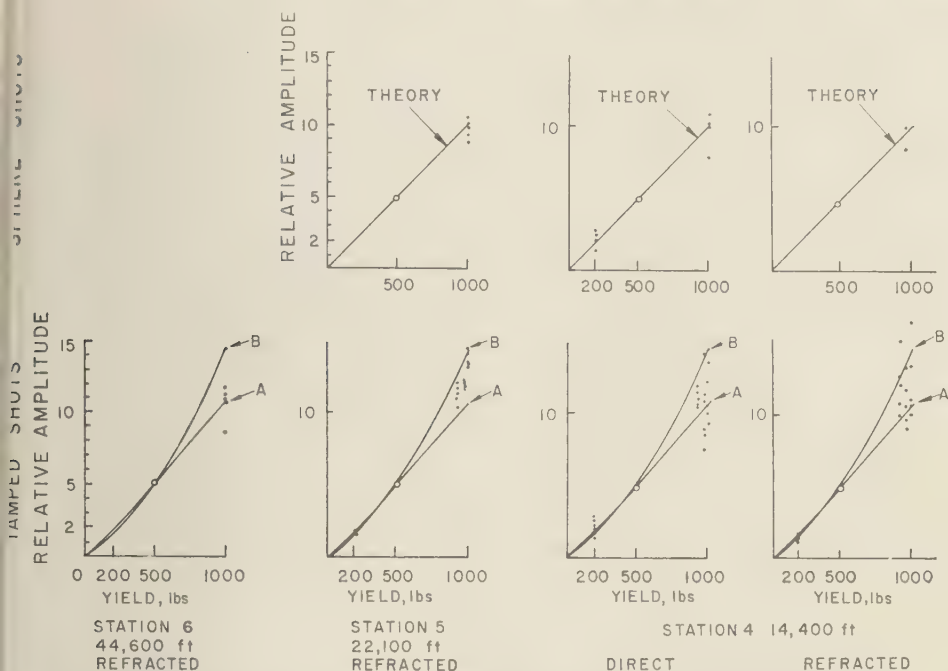 SPHERE SHOTS
RELATIVE AMPLITUDE
15
10
5
2
THEORY
500 1000
10
THEORY
200 500 1000
10
THEORY
500 1000
TAMPED SHOTS
RELATIVE AMPLITUDE
15
10
5
2
B
A
0 200 500 1000
YIELD, lbs
STATION 6
44,600 ft
REFRACTED
10
B
A
200 500 1000
YIELD, lbs
STATION 5
22,100 ft
REFRACTED
10
B
A
200 500 1000
YIELD, lbs
10
B
A
200 500 1000
YIELD, lbs
STATION 4 14,400 ft
DIRECT REFRACTED